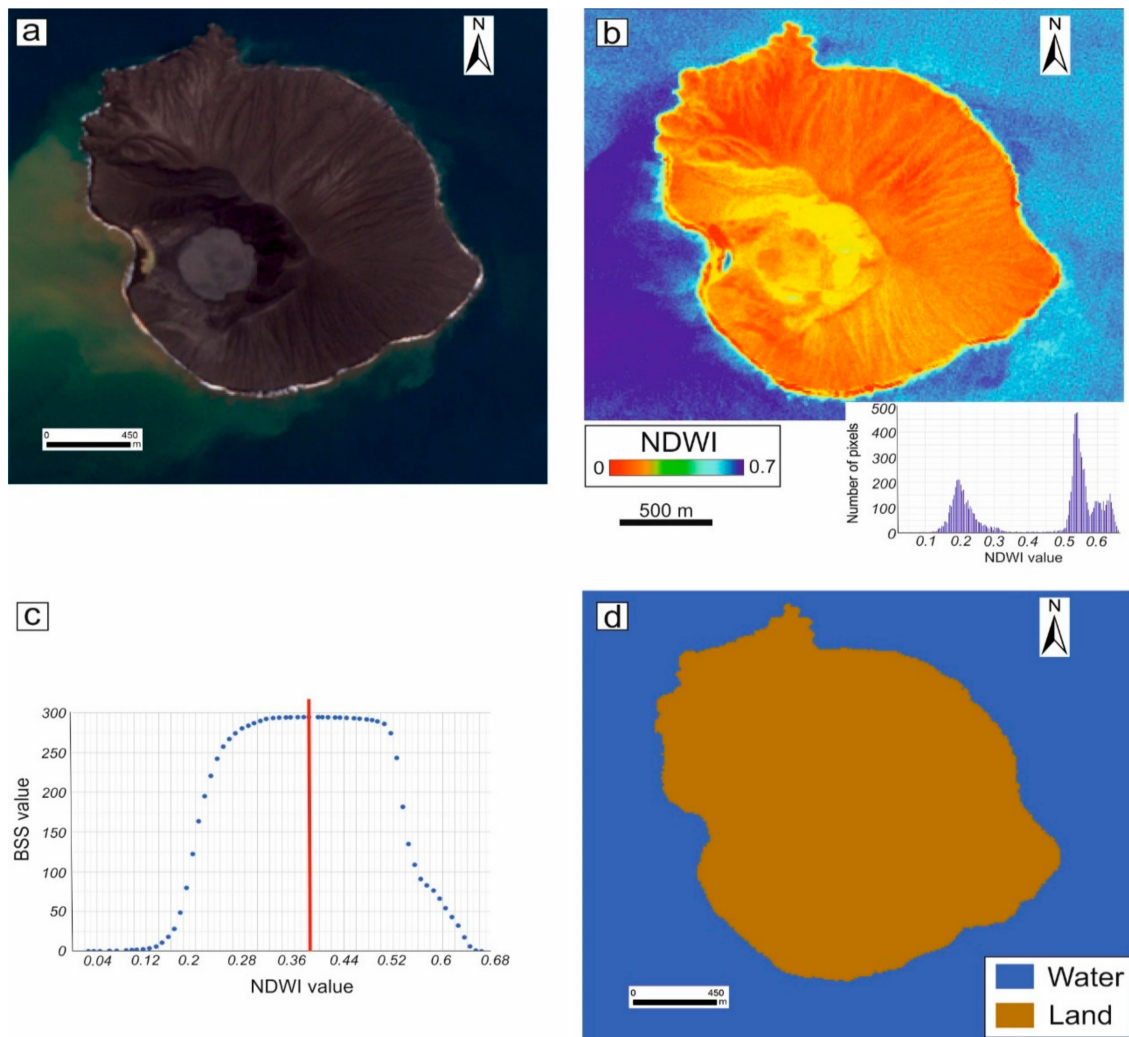 a
N
0 450
m
b
N
NDWI
0 0.7
500 m
500
400
300
200
100
0
Number of pixels
0.1 0.2 0.3 0.4 0.5 0.6
NDWI value
c
300
250
200
150
100
50
0
BSS value
0.04 0.12 0.2 0.28 0.36 0.44 0.52 0.6 0.68
NDWI value
d
N
0 450
m
Water
Land